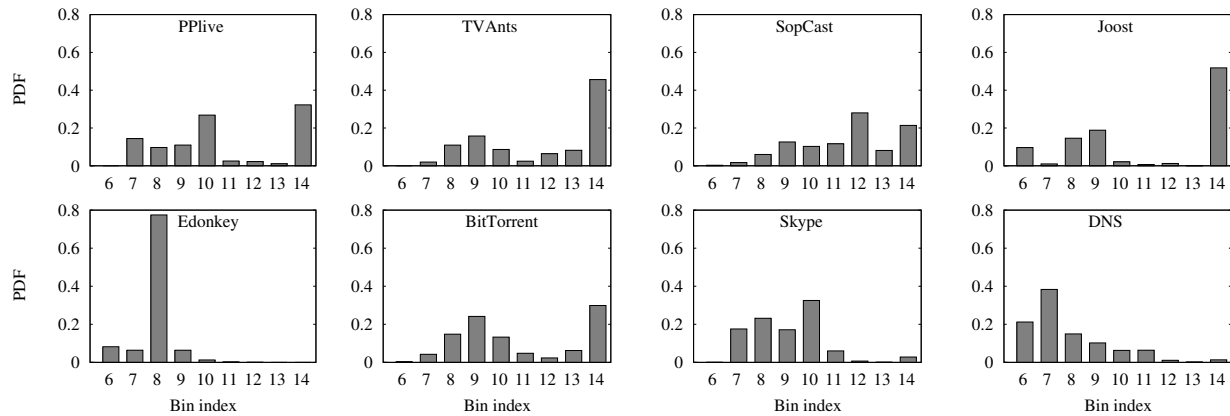 PPlive TVAnts SopCast Joost
PDF
0.8 0.8 0.8 0.8
0.6 0.6 0.6 0.6
0.4 0.4 0.4 0.4
0.2 0.2 0.2 0.2
0 0 0 0
6 7 8 9 10 11 12 13 14 6 7 8 9 10 11 12 13 14 6 7 8 9 10 11 12 13 14 6 7 8 9 10 11 12 13 14
Edonkey BitTorrent Skype DNS
PDF
0.8 0.8 0.8 0.8
0.6 0.6 0.6 0.6
0.4 0.4 0.4 0.4
0.2 0.2 0.2 0.2
0 0 0 0
6 7 8 9 10 11 12 13 14 6 7 8 9 10 11 12 13 14 6 7 8 9 10 11 12 13 14 6 7 8 9 10 11 12 13 14
Bin index Bin index Bin index Bin index